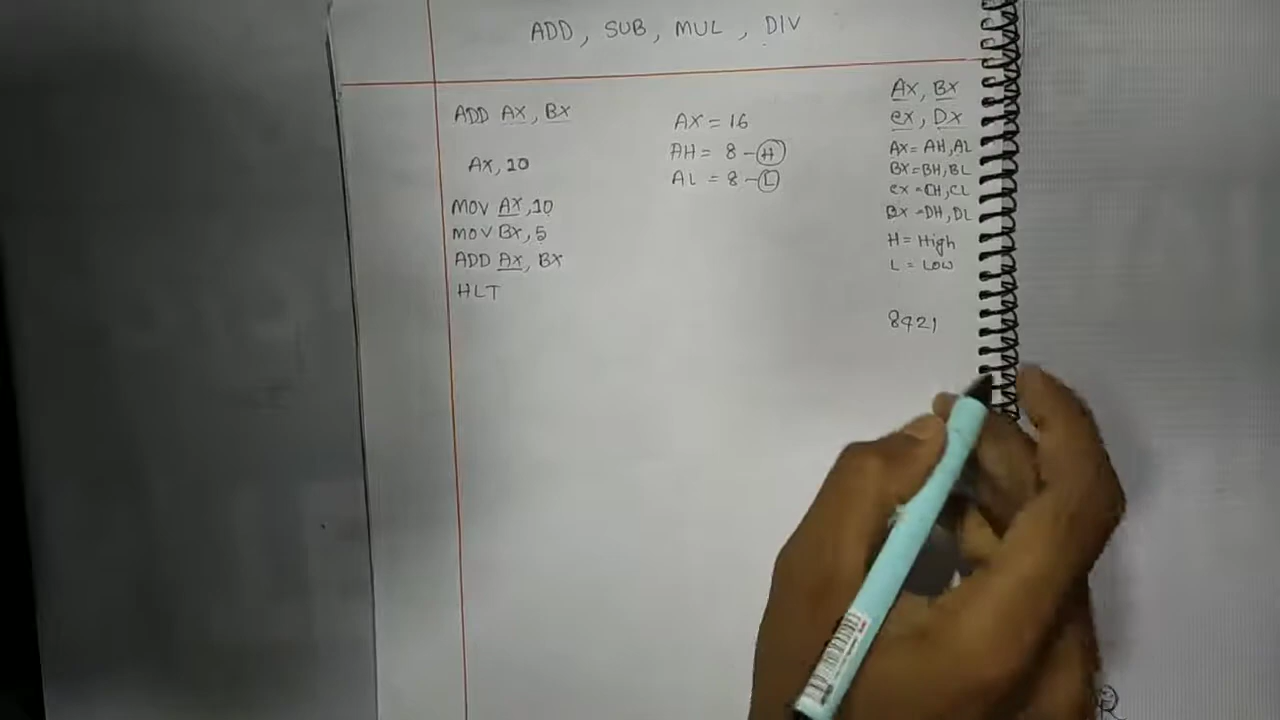 ADD, SUB, MUL, DIV
ADD AX, BX
AX, 10
MOV AX, 10
MOV BX, 5
ADD AX, BX
HLT
AX = 16
AH = 8 - H
AL = 8 - L
AX, BX
CX, DX
AX = AH, AL
BX = BH, BL
CX = CH, CL
BX = DH, DL
H = High
L = Low
8421
R